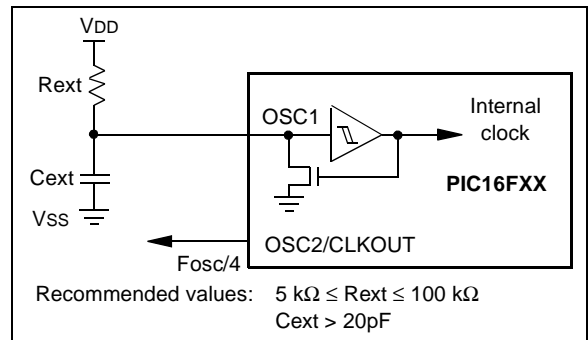 VDD
Rext
OSC1
Internal
clock
Cext
PIC16FXX
VSS
OSC2/CLKOUT
Fosc/4
Recommended values: 5 kΩ ≤ Rext ≤ 100 kΩ
Cext > 20pF